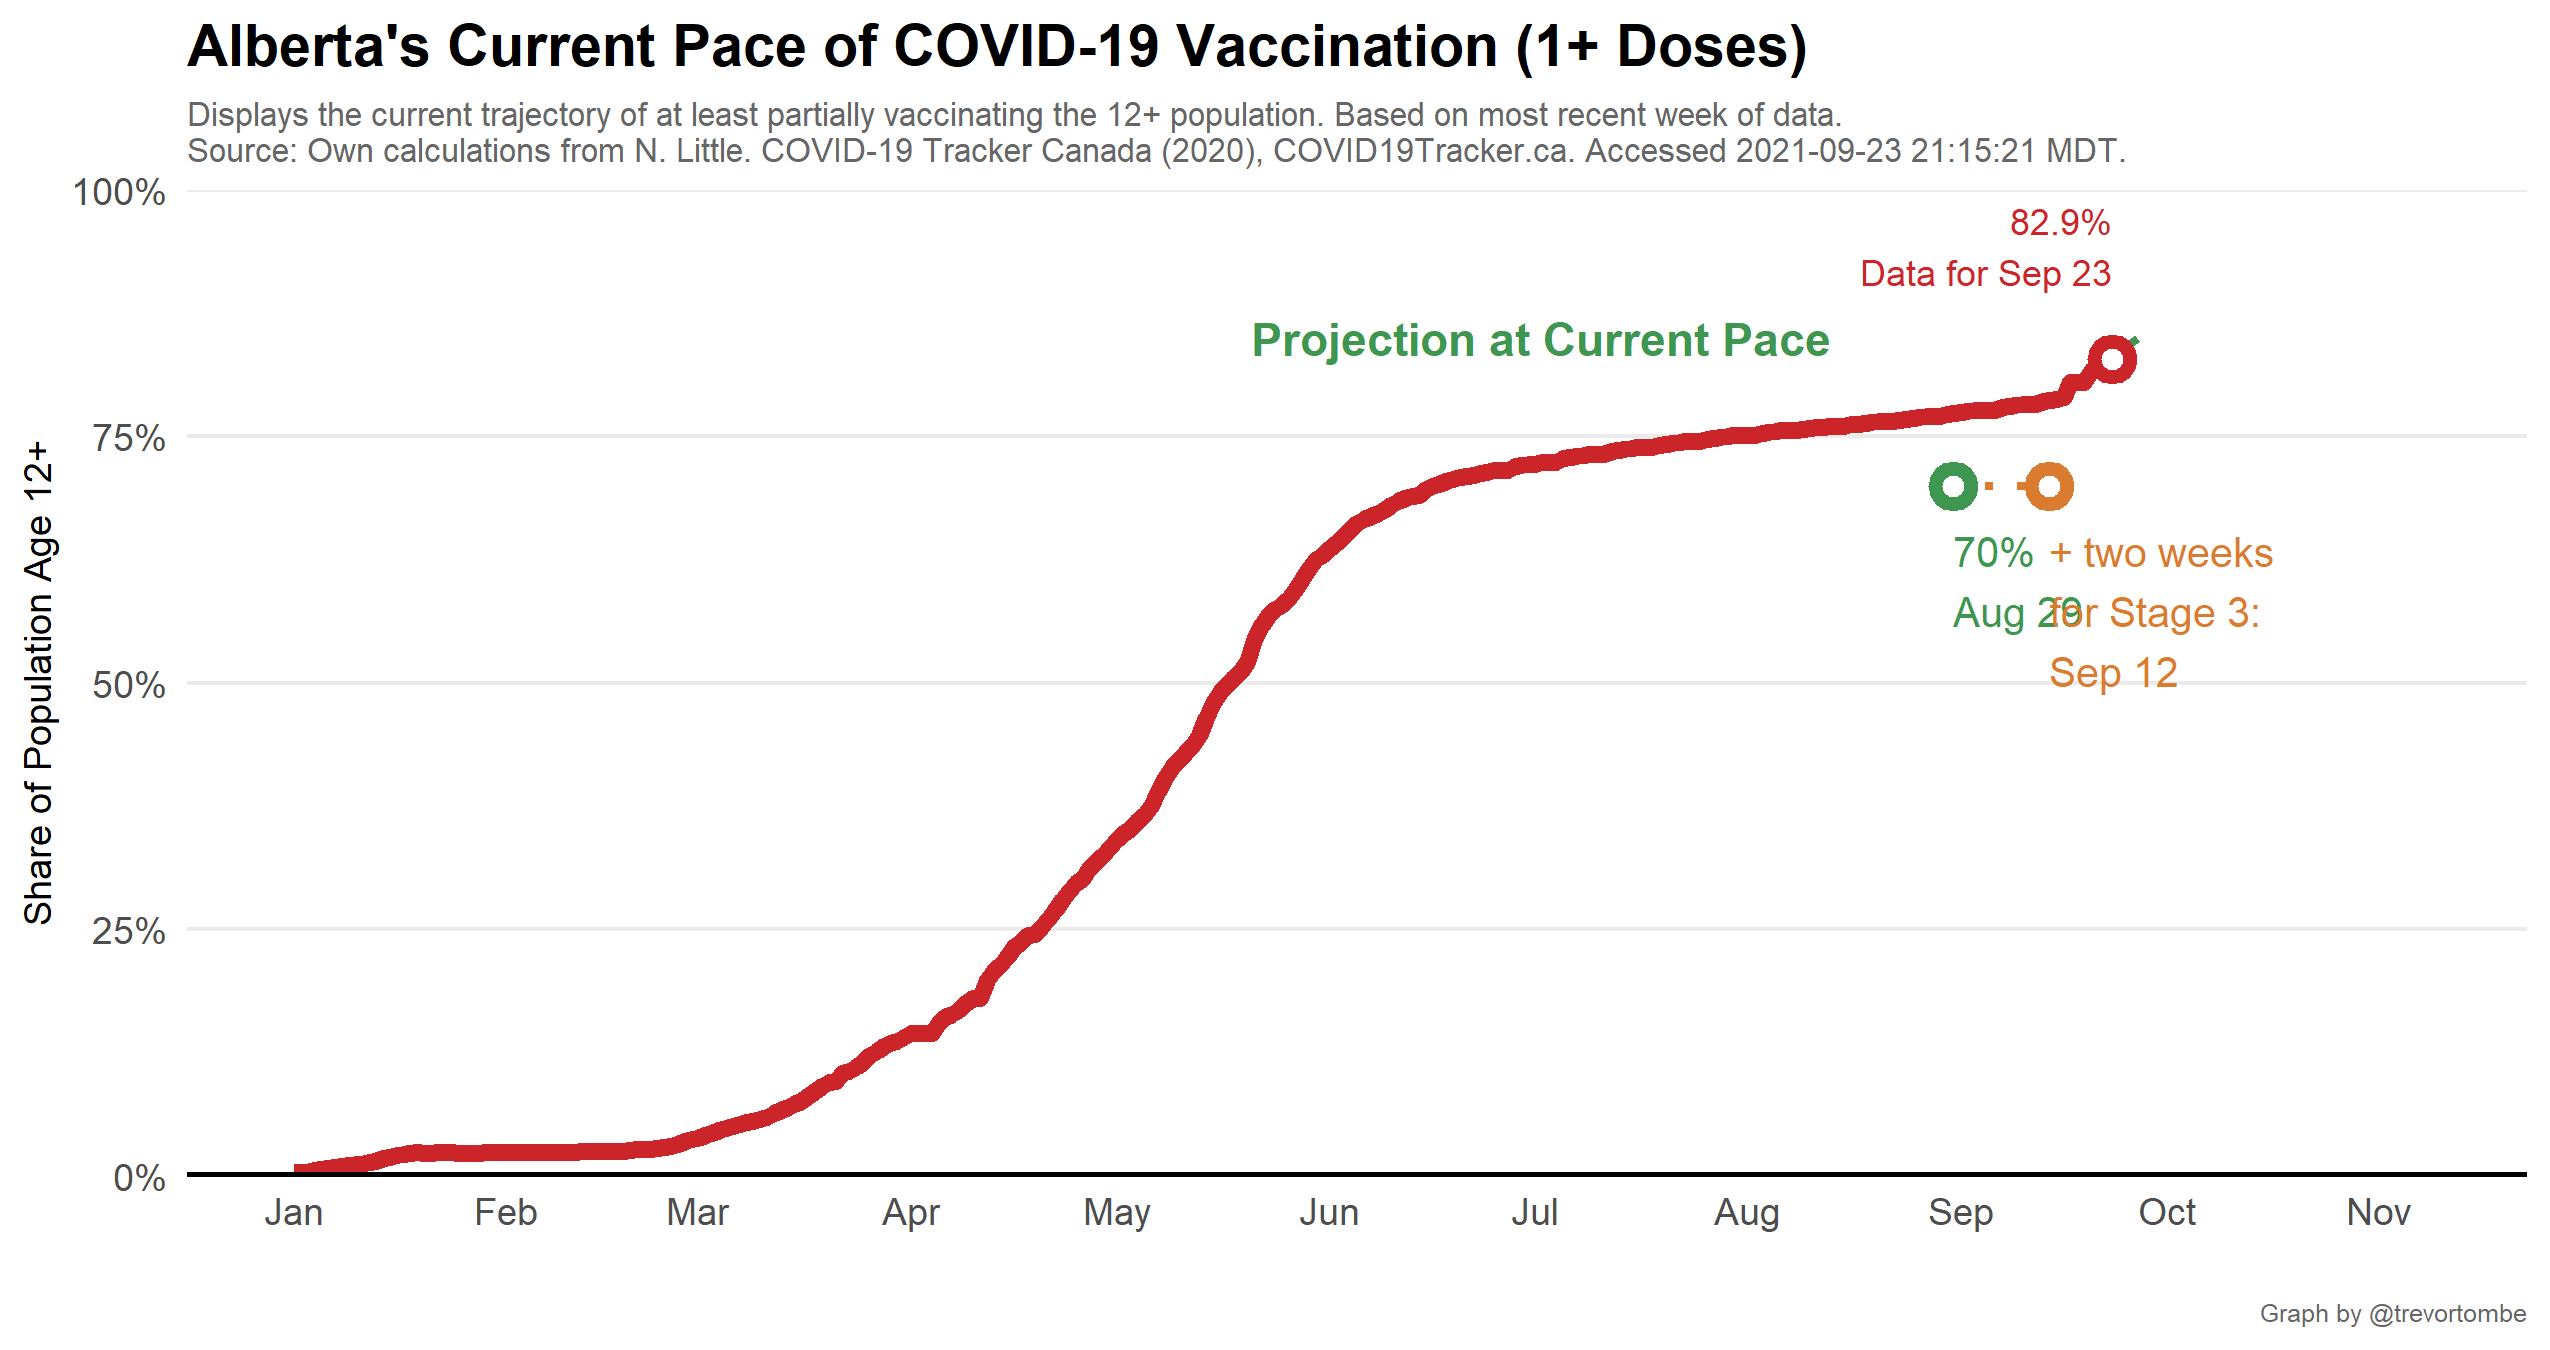 Alberta's Current Pace of COVID-19 Vaccination (1+ Doses)
Displays the current trajectory of at least partially vaccinating the 12+ population. Based on most recent week of data.
Source: Own calculations from N. Little. COVID-19 Tracker Canada (2020), COVID19Tracker.ca. Accessed 2021-09-23 21:15:21 MDT.
100%
82.9%
Data for Sep 23
Projection at Current Pace
75%
Share of Population Age 12+
70%
Aug 29
+ two weeks
for Stage 3:
Sep 12
50%
25%
0%
Jan Feb Mar Apr May Jun Jul Aug Sep Oct Nov
Graph by @trevortombe